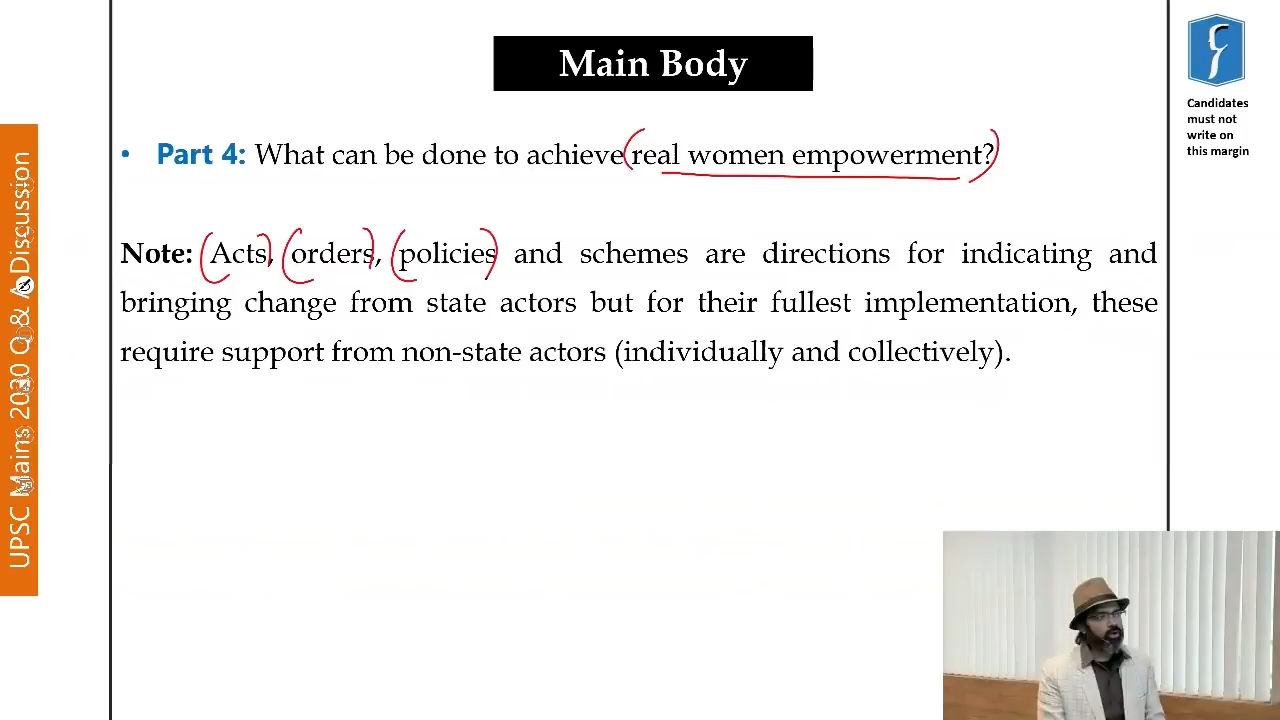 Main Body
Candidates
must not
write on
this margin
• Part 4: What can be done to achieve real women empowerment?
Note: Acts, orders, policies and schemes are directions for indicating and
bringing change from state actors but for their fullest implementation, these
require support from non-state actors (individually and collectively).
UPSC Mains 2020 Q & A Discussion